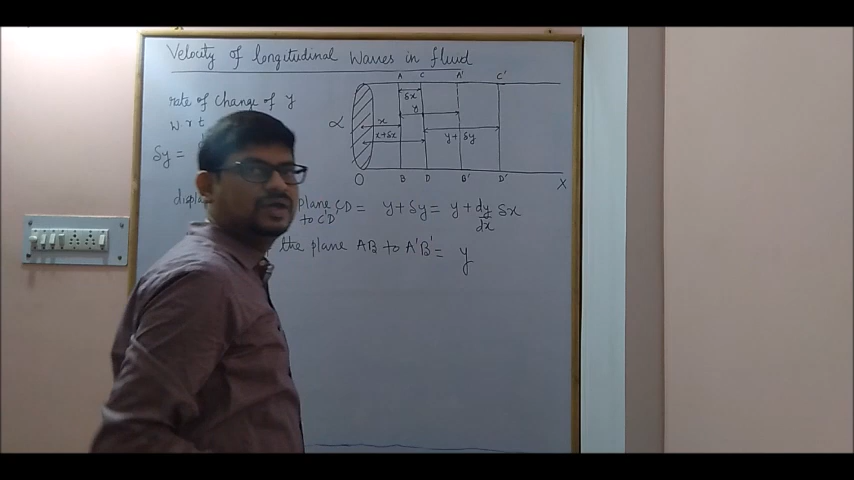 Velocity of longitudinal waves in fluid
A C A' C'
δx
rate of change of y
y
w r t
α
x
x+δx
y+ δy
δy =
O B D B' D' X
plane CD = y+δy = y + dy/dx δx
to C'D'
the plane AB to A'B' = y